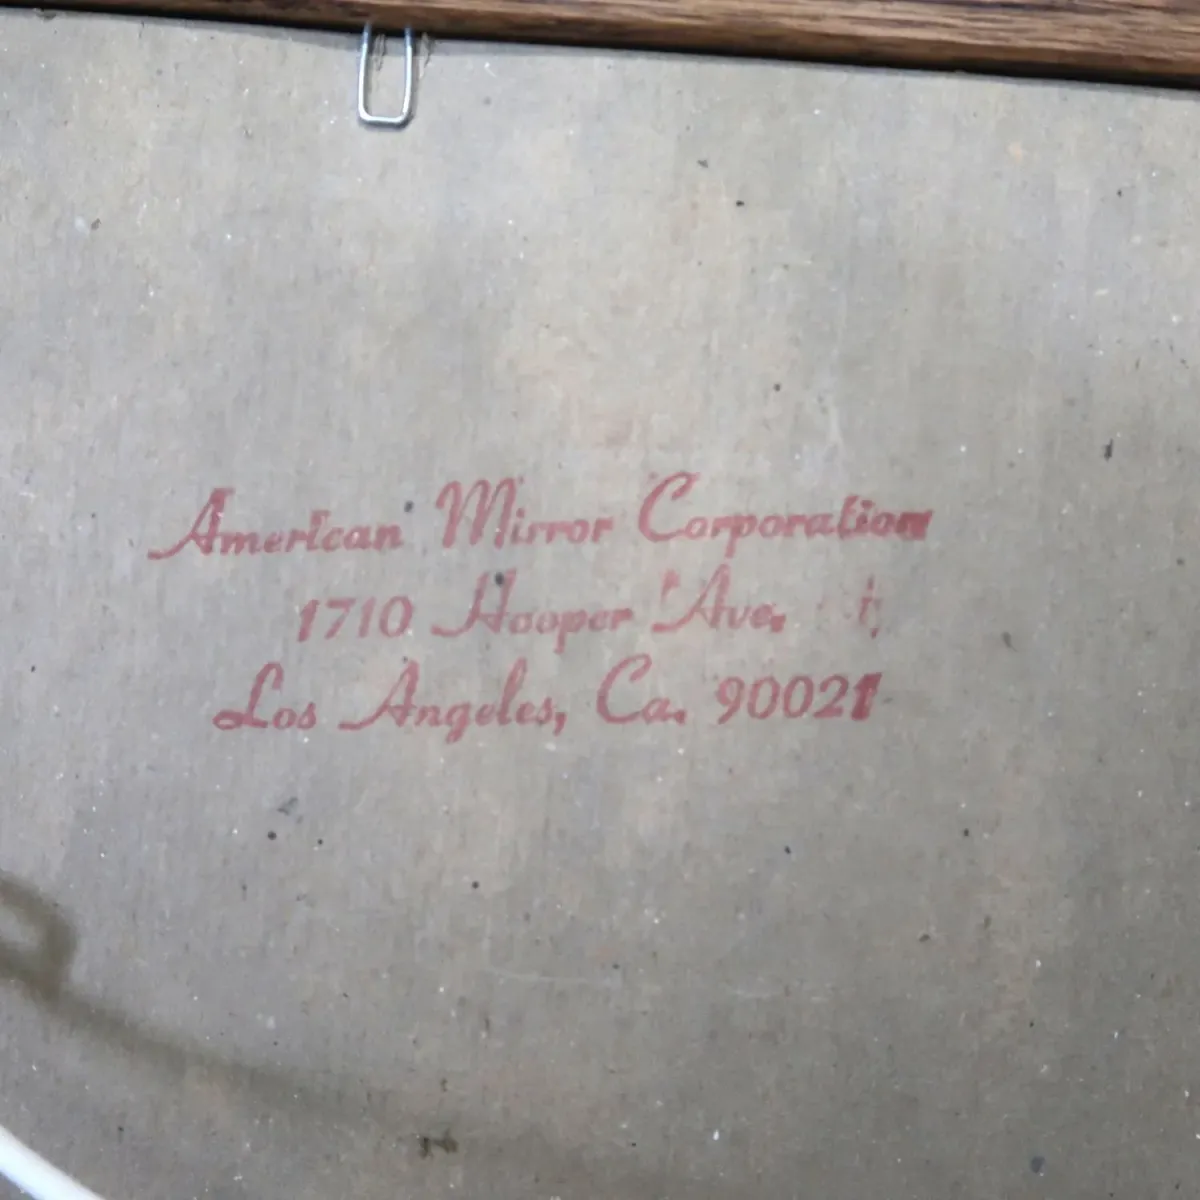 American Mirror Corporation
1710 Hooper Ave.
Los Angeles, Ca. 90021